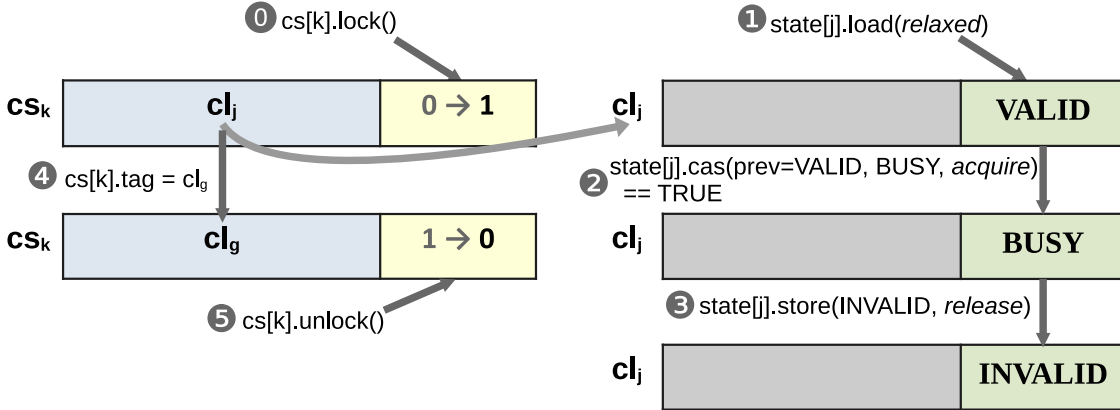 0 cs[k].lock()
1 state[j].load(relaxed)
csk clj 0 → 1
clj VALID
4 cs[k].tag = clg
2 state[j].cas(prev=VALID, BUSY, acquire)
== TRUE
csk clg 1 → 0
clj BUSY
5 cs[k].unlock()
3 state[j].store(INVALID, release)
clj INVALID